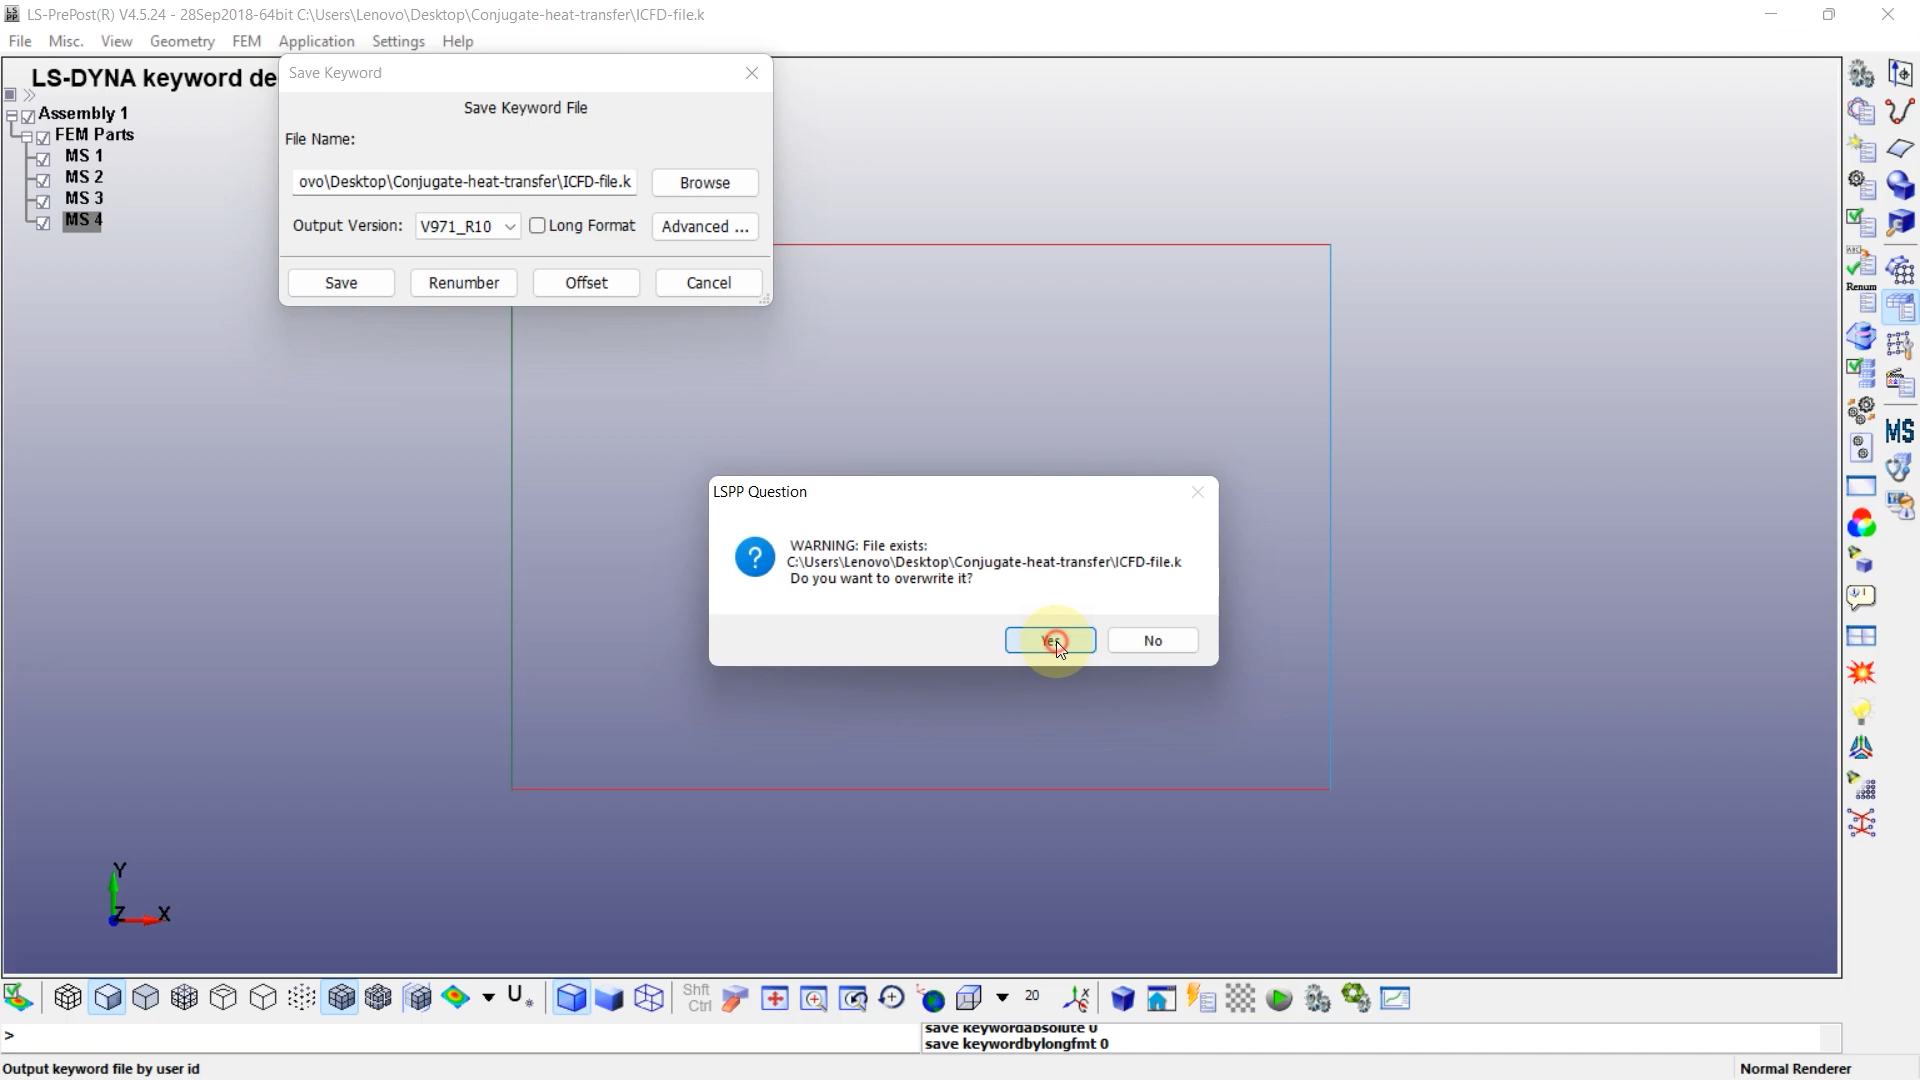 LS-PrePost(R) V4.5.24 - 28Sep2018-64bit C:\Users\Lenovo\Desktop\Conjugate-heat-transfer\ICFD-file.k
File Misc. View Geometry FEM Application Settings Help
LS-DYNA keyword de
Save Keyword
Save Keyword File
File Name:
ovo\Desktop\Conjugate-heat-transfer\ICFD-file.k Browse
Output Version: V971_R10 Long Format Advanced ...
Save Renumber Offset Cancel
Assembly 1
FEM Parts
MS 1
MS 2
MS 3
MS 4
LSPP Question
WARNING: File exists:
C:\Users\Lenovo\Desktop\Conjugate-heat-transfer\ICFD-file.k
Do you want to overwrite it?
Yes No
Renum
MS
Y
Z X
Shft
Ctrl
20
>
save keywordabsolute 0
save keywordbylongfmt 0
Output keyword file by user id
Normal Renderer